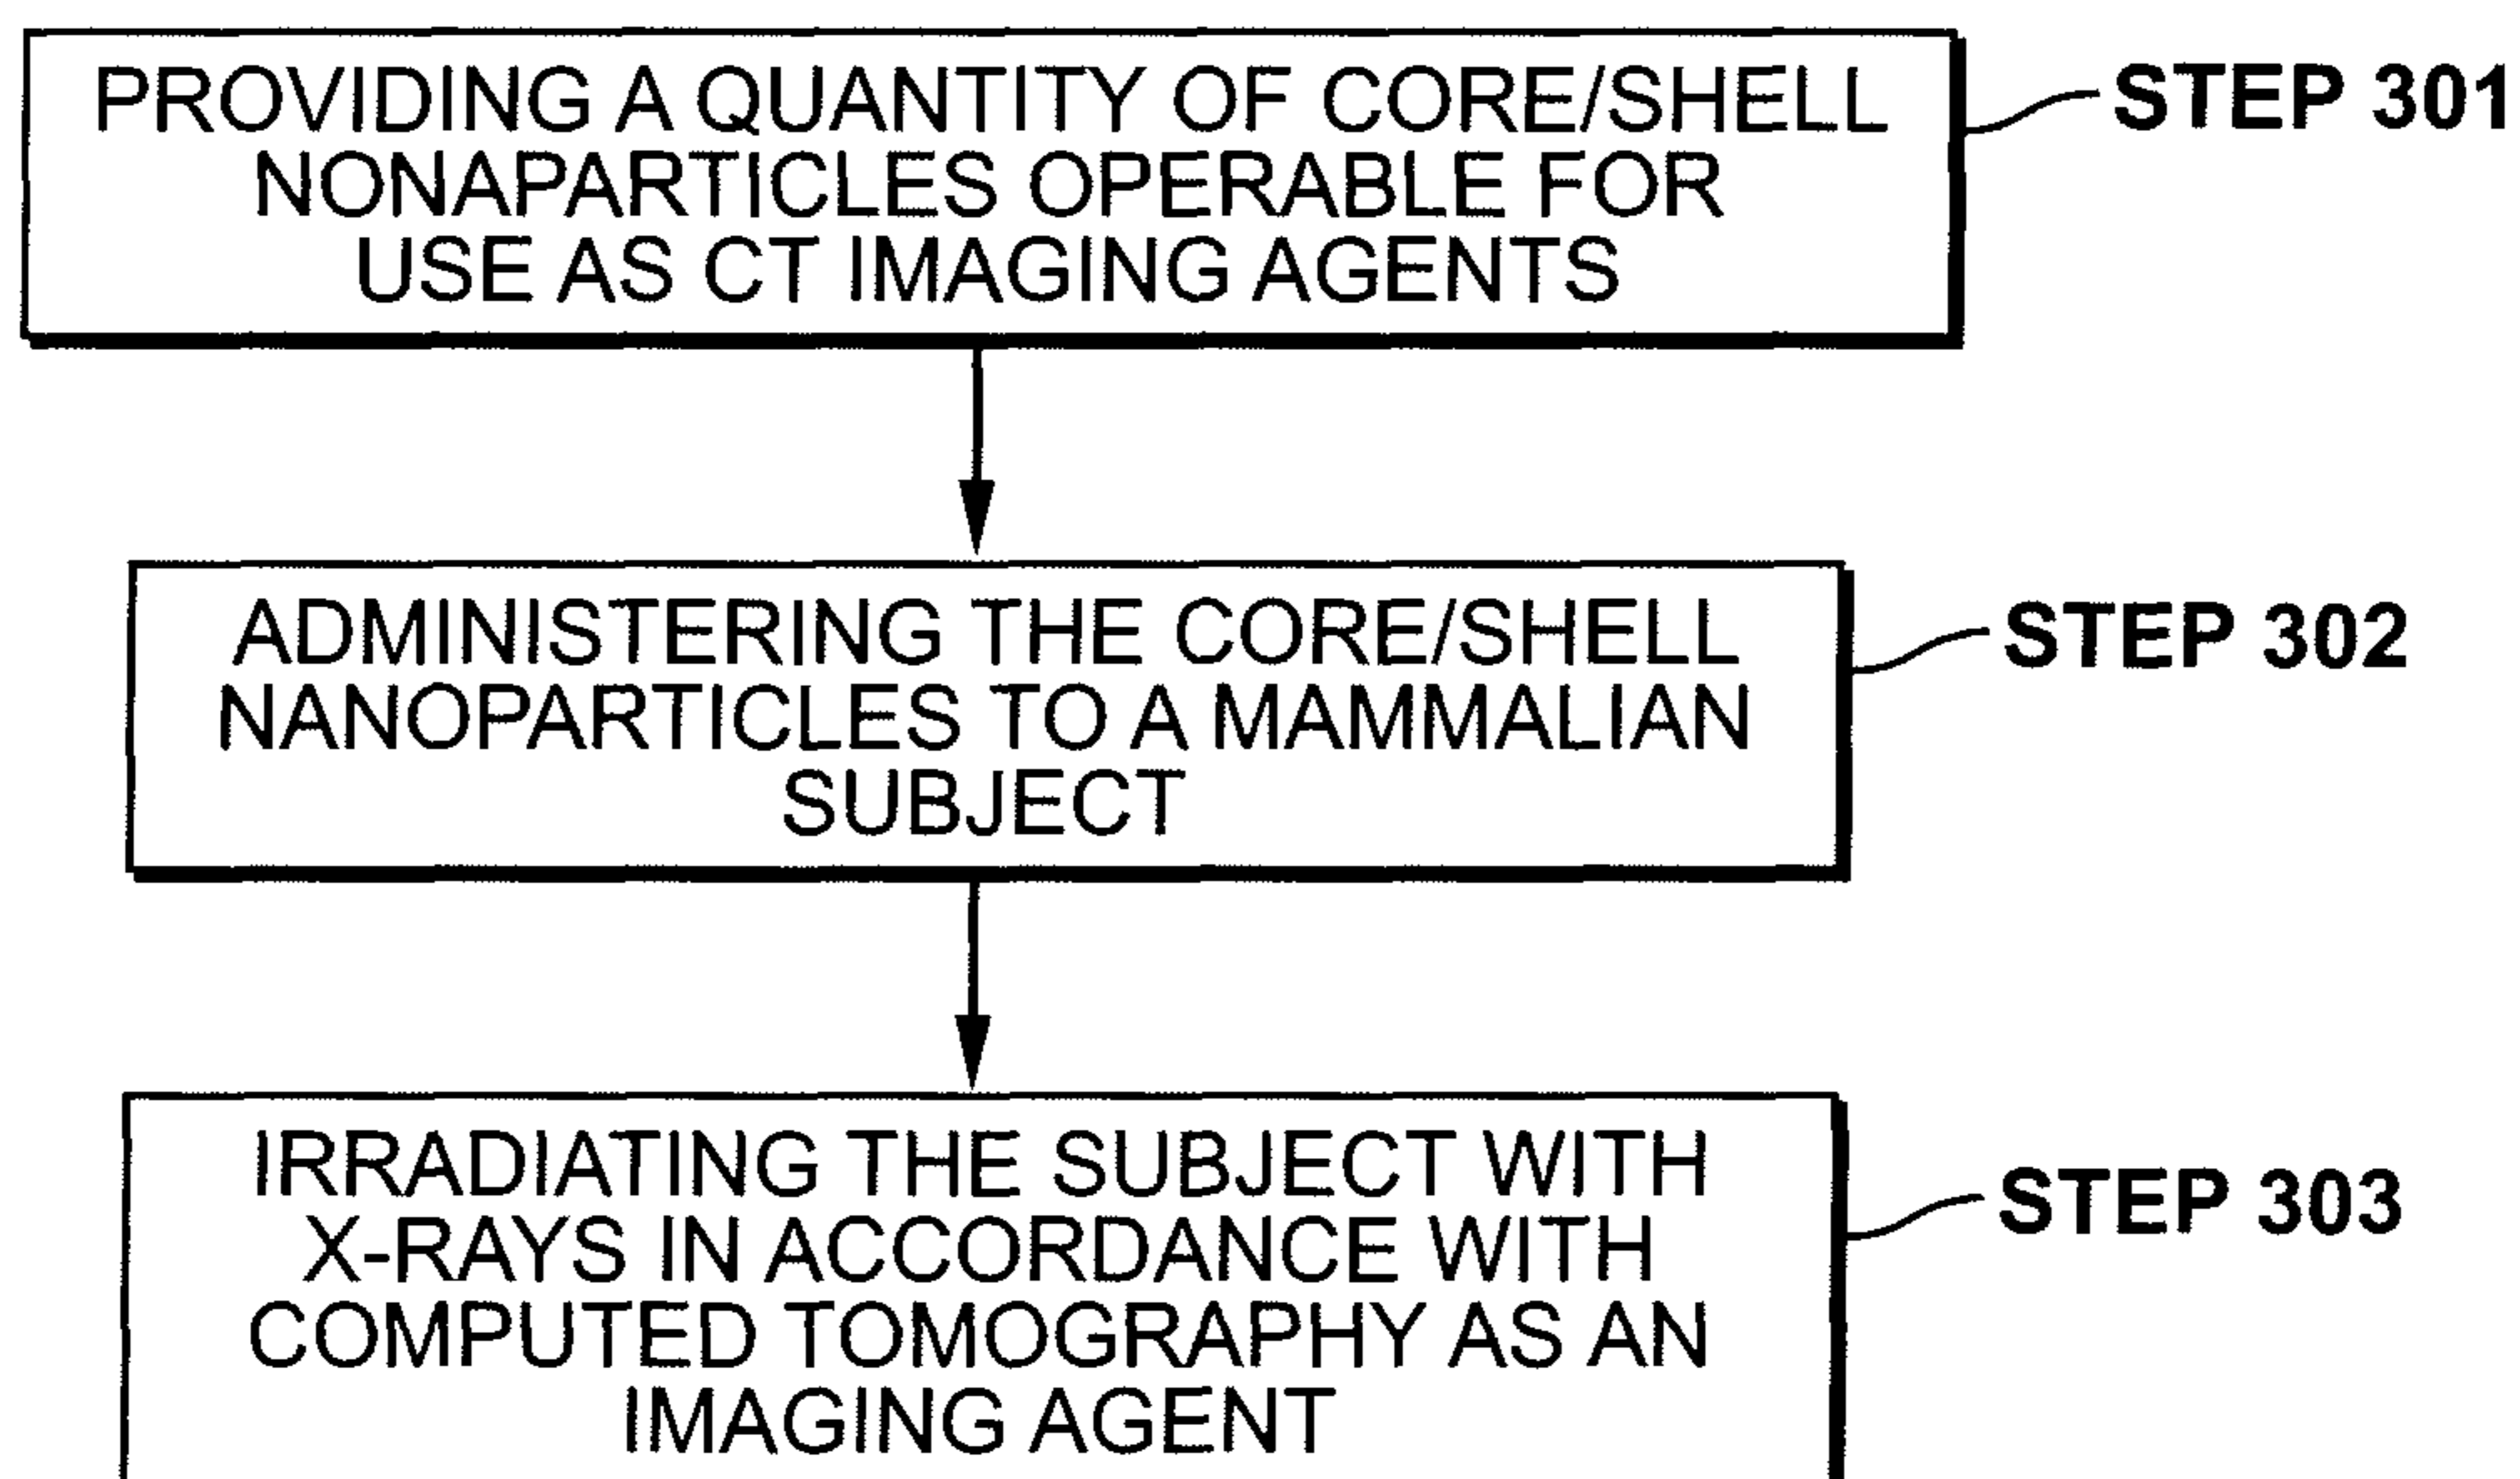 PROVIDING A QUANTITY OF CORE/SHELL
NONAPARTICLES OPERABLE FOR
USE AS CT IMAGING AGENTS
STEP 301
ADMINISTERING THE CORE/SHELL
NANOPARTICLES TO A MAMMALIAN
SUBJECT
STEP 302
IRRADIATING THE SUBJECT WITH
X-RAYS IN ACCORDANCE WITH
COMPUTED TOMOGRAPHY AS AN
IMAGING AGENT
STEP 303